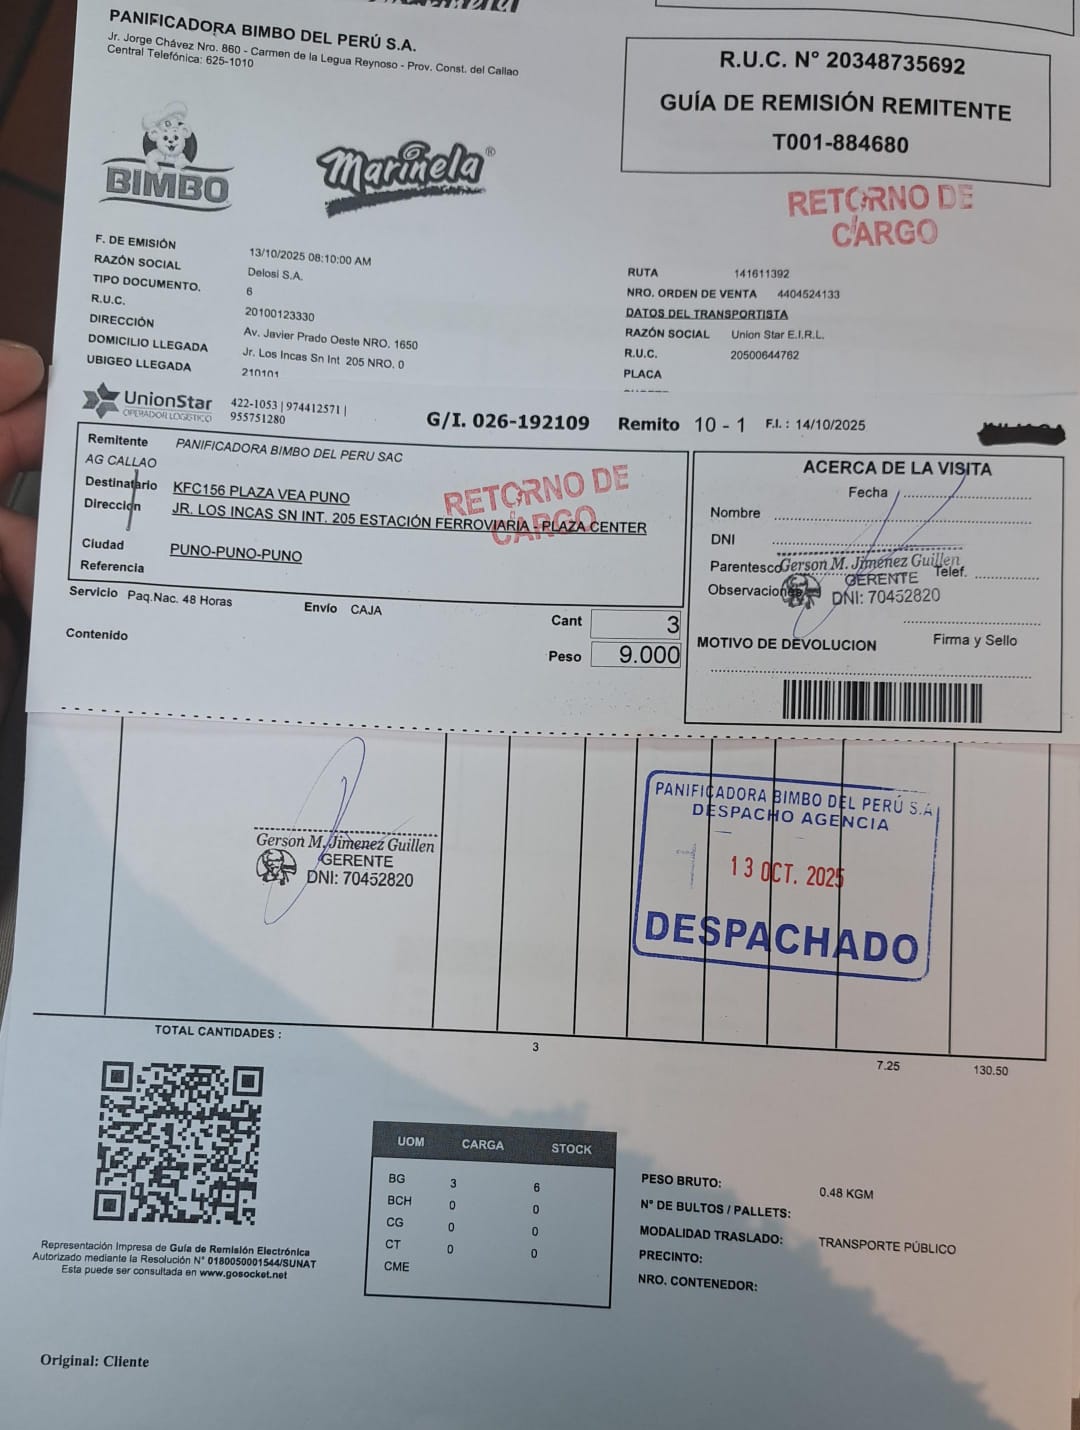 PANIFICADORA BIMBO DEL PERÚ S.A.
Jr. Jorge Chávez Nro. 860 - Carmen de la Legua Reynoso - Prov. Const. del Callao
Central Telefónica: 625-1010
R.U.C. N° 20348735692
GUÍA DE REMISIÓN REMITENTE
T001-884680
BIMBO
Marinela®
RETORNO DE
CARGO
F. DE EMISIÓN 13/10/2025 08:10:00 AM
RAZÓN SOCIAL Delosi S.A.
TIPO DOCUMENTO. 6
R.U.C. 20100123330
DIRECCIÓN Av. Javier Prado Oeste NRO. 1650
DOMICILIO LLEGADA Jr. Los Incas Sn Int 205 NRO. 0
UBIGEO LLEGADA 210101
RUTA 141611392
NRO. ORDEN DE VENTA 4404524133
DATOS DEL TRANSPORTISTA
RAZÓN SOCIAL Union Star E.I.R.L.
R.U.C. 20500644762
PLACA
UnionStar
OPERADOR LOGISTICO
422-1053 | 974412571 |
955751280
G/I. 026-192109 Remito 10 - 1 F.I. : 14/10/2025
Remitente PANIFICADORA BIMBO DEL PERU SAC
AG CALLAO
Destinatario KFC156 PLAZA VEA PUNO
Dirección JR. LOS INCAS SN INT. 205 ESTACIÓN FERROVIARIA - PLAZA CENTER
RETORNO DE
CARGO
Ciudad PUNO-PUNO-PUNO
Referencia
Servicio Paq.Nac. 48 Horas Envío CAJA
Contenido
Cant 3
Peso 9.000
ACERCA DE LA VISITA
Fecha
Nombre
DNI
Parentesco Telef.
Observaciones
Gerson M. Jimenez Guillen
GERENTE
DNI: 70452820
Firma y Sello
MOTIVO DE DEVOLUCION
Gerson M. Jimenez Guillen
GERENTE
DNI: 70452820
PANIFICADORA BIMBO DEL PERÚ S.A
DESPACHO AGENCIA
13 OCT. 2025
DESPACHADO
TOTAL CANTIDADES : 3 7.25 130.50
UOM CARGA STOCK
BG 3 6
BCH 0 0
CG 0 0
CT 0 0
CME
PESO BRUTO: 0.48 KGM
N° DE BULTOS / PALLETS:
MODALIDAD TRASLADO: TRANSPORTE PÚBLICO
PRECINTO:
NRO. CONTENEDOR:
Representación Impresa de Guía de Remisión Electrónica
Autorizado mediante la Resolución N° 0180050001544/SUNAT
Esta puede ser consultada en www.gosocket.net
Original: Cliente